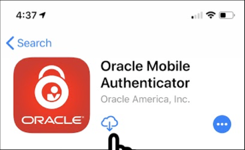 4:37
Search
Oracle Mobile
Authenticator
Oracle America, Inc.
ORACLE